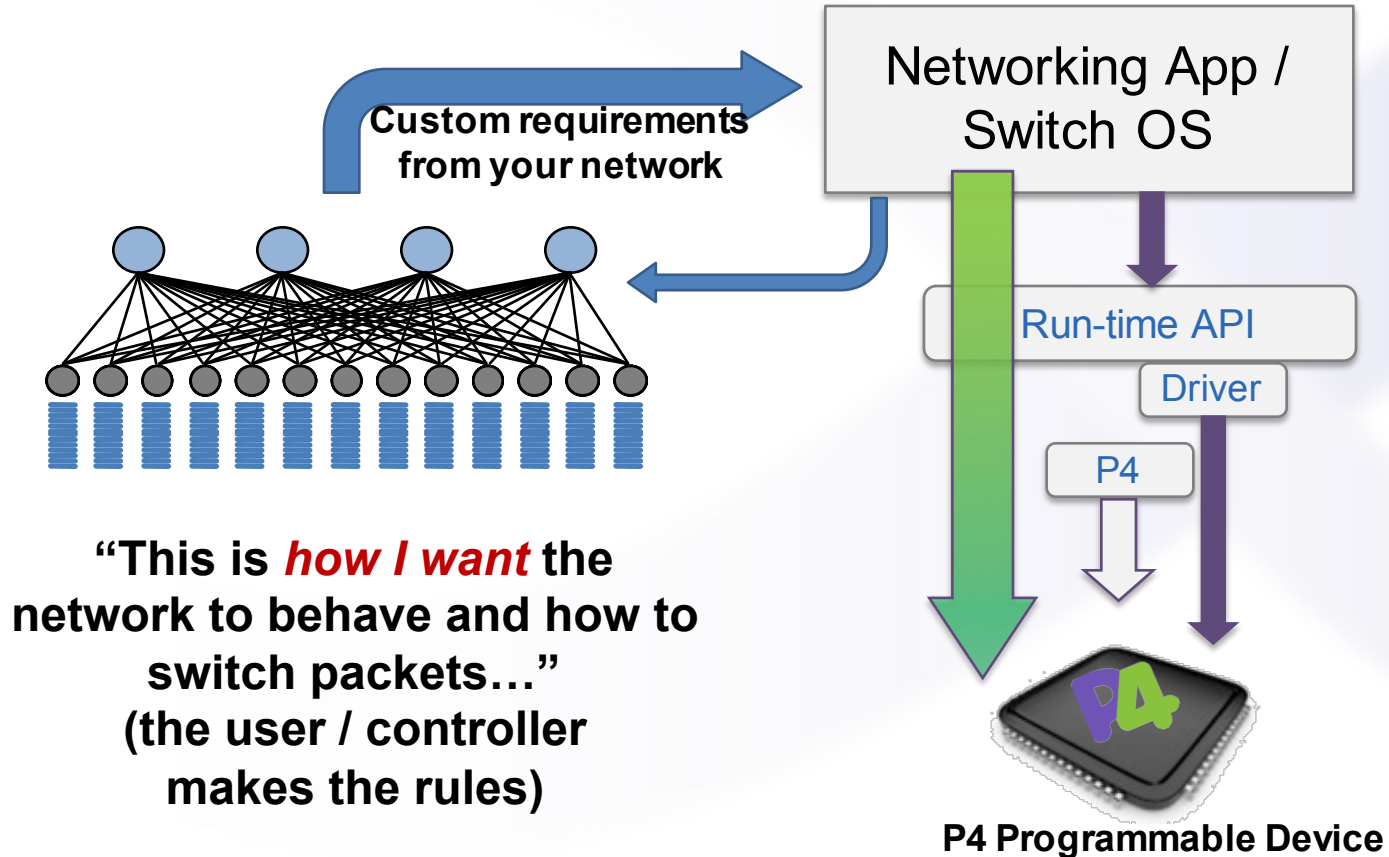 Networking App /
Switch OS
Custom requirements
from your network
Run-time API
Driver
P4
“This is how I want the
network to behave and how to
switch packets…”
(the user / controller
makes the rules)
P4
P4 Programmable Device